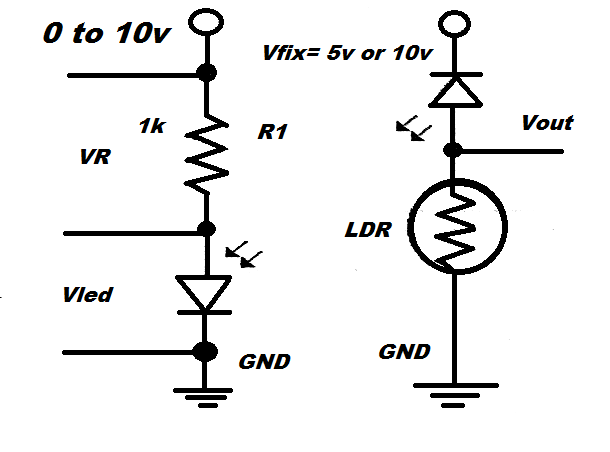 0 to 10v
1k
R1
VR
Vled
GND
Vfix= 5v or 10v
Vout
LDR
GND